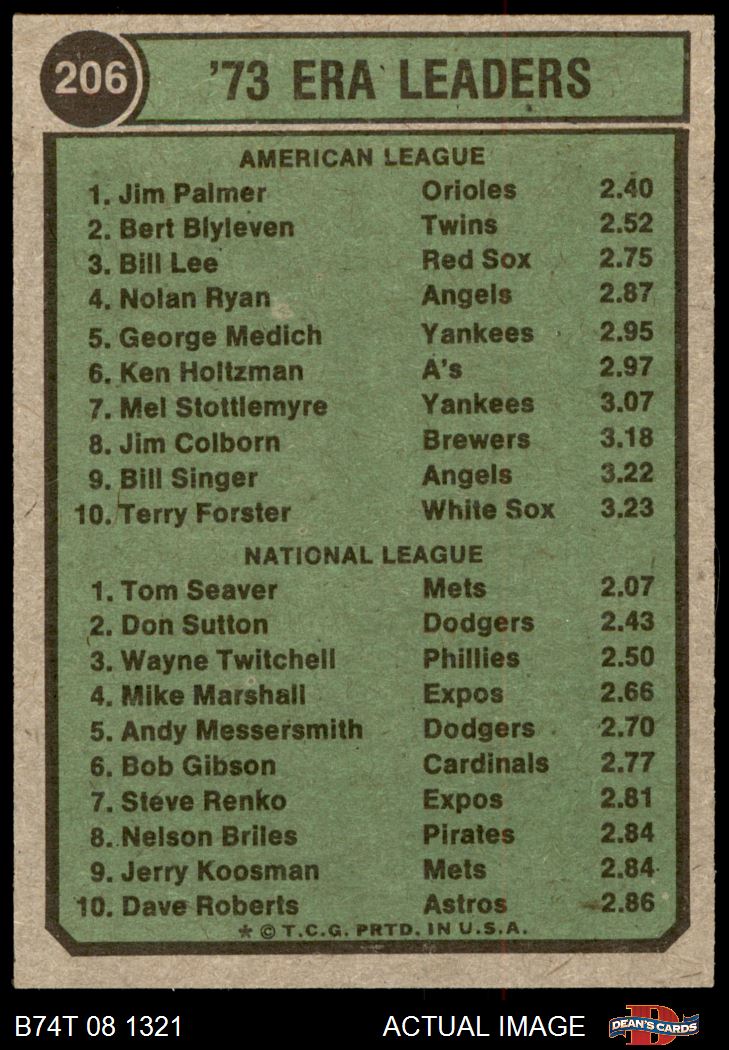 206 '73 ERA LEADERS
AMERICAN LEAGUE
1. Jim Palmer Orioles 2.40
2. Bert Blyleven Twins 2.52
3. Bill Lee Red Sox 2.75
4. Nolan Ryan Angels 2.87
5. George Medich Yankees 2.95
6. Ken Holtzman A's 2.97
7. Mel Stottlemyre Yankees 3.07
8. Jim Colborn Brewers 3.18
9. Bill Singer Angels 3.22
10. Terry Forster White Sox 3.23
NATIONAL LEAGUE
1. Tom Seaver Mets 2.07
2. Don Sutton Dodgers 2.43
3. Wayne Twitchell Phillies 2.50
4. Mike Marshall Expos 2.66
5. Andy Messersmith Dodgers 2.70
6. Bob Gibson Cardinals 2.77
7. Steve Renko Expos 2.81
8. Nelson Briles Pirates 2.84
9. Jerry Koosman Mets 2.84
10. Dave Roberts Astros 2.86
* © T.C.G. PRTD. IN U.S.A.
B74T 08 1321 ACTUAL IMAGE D DEAN'S CARDS